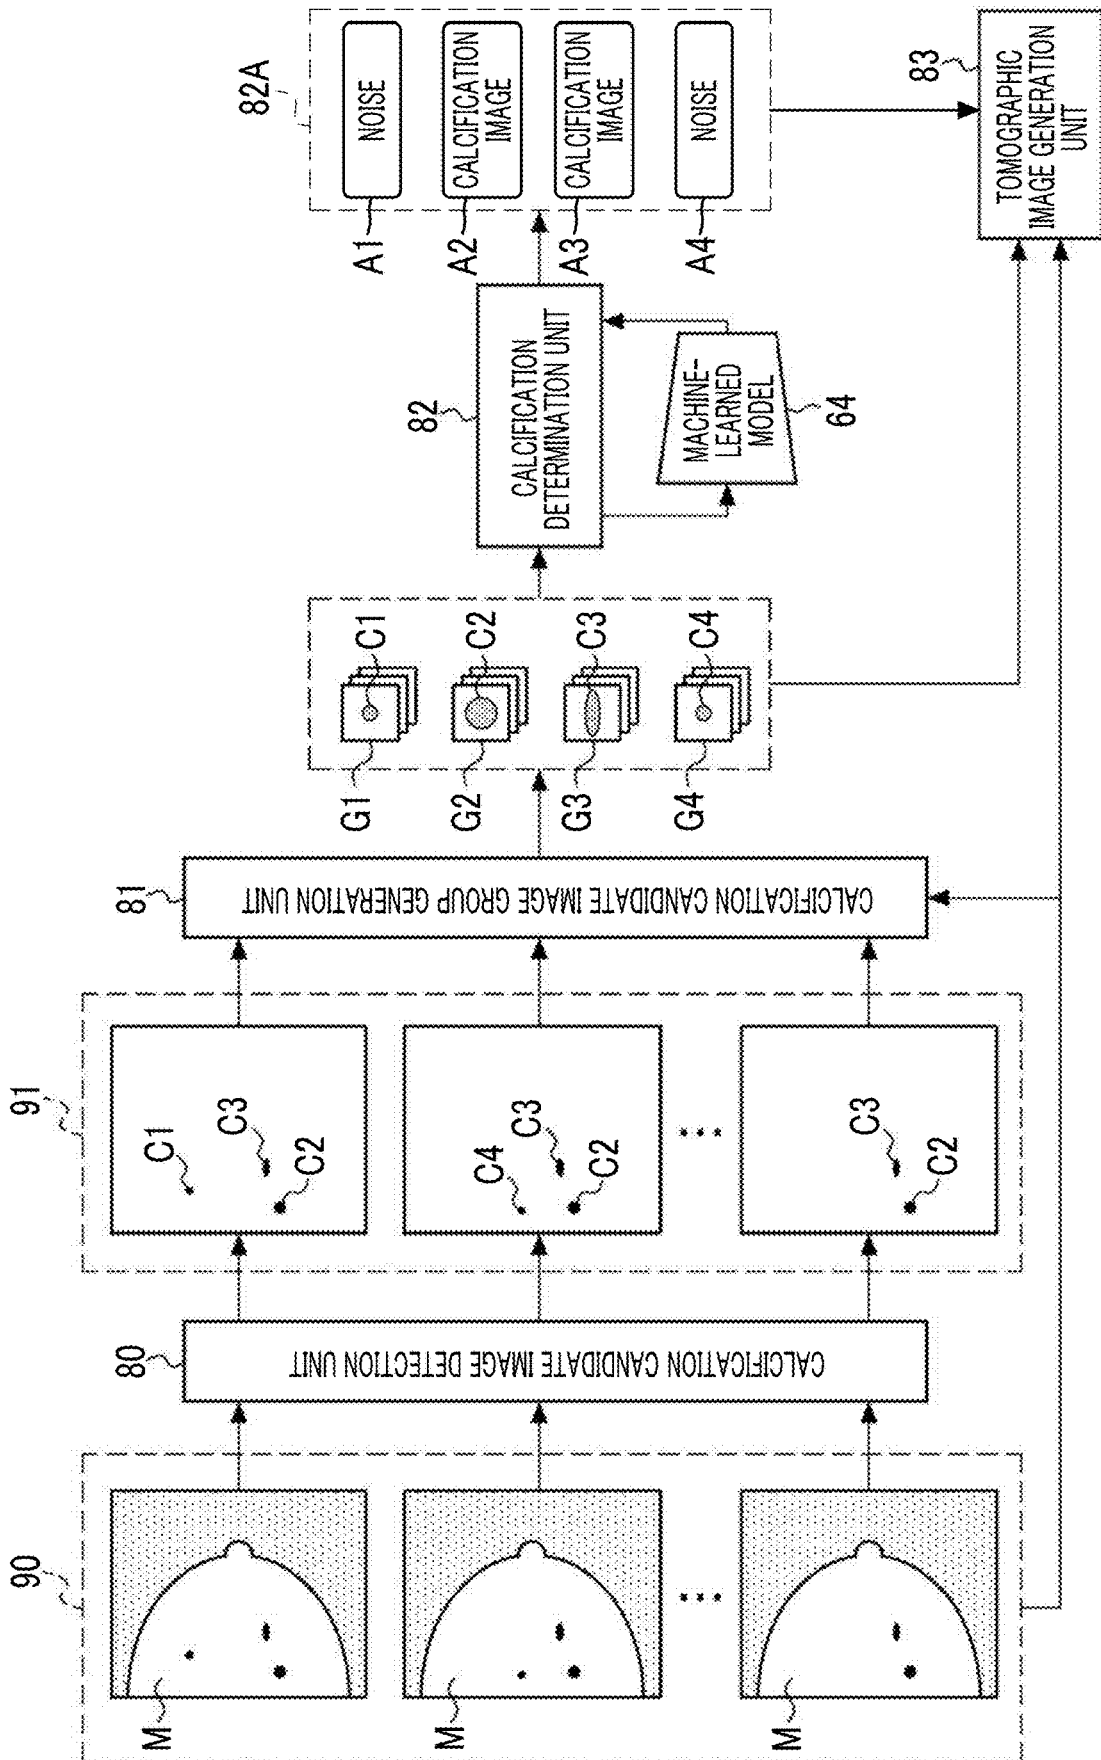 90
M
M
...
M
80
CALCIFICATION CANDIDATE IMAGE DETECTION UNIT
91
C1
C3
C2
C4
C3
C2
...
C3
C2
81
CALCIFICATION CANDIDATE IMAGE GROUP GENERATION UNIT
G1
C1
G2
C2
G3
C3
G4
C4
82
CALCIFICATION
DETERMINATION UNIT
MACHINE-
LEARNED
MODEL
64
82A
A1
NOISE
A2
CALCIFICATION
IMAGE
A3
CALCIFICATION
IMAGE
A4
NOISE
83
TOMOGRAPHIC
IMAGE GENERATION
UNIT